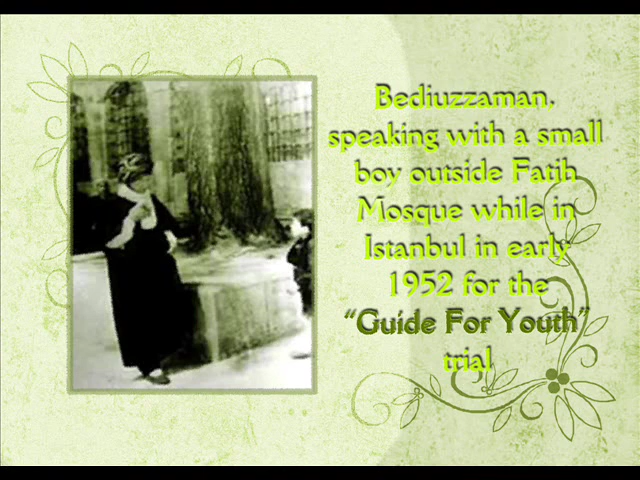 Bediuzzaman,
speaking with a small
boy outside Fatih
Mosque while in
Istanbul in early
1952 for the
“Guide For Youth”
trial